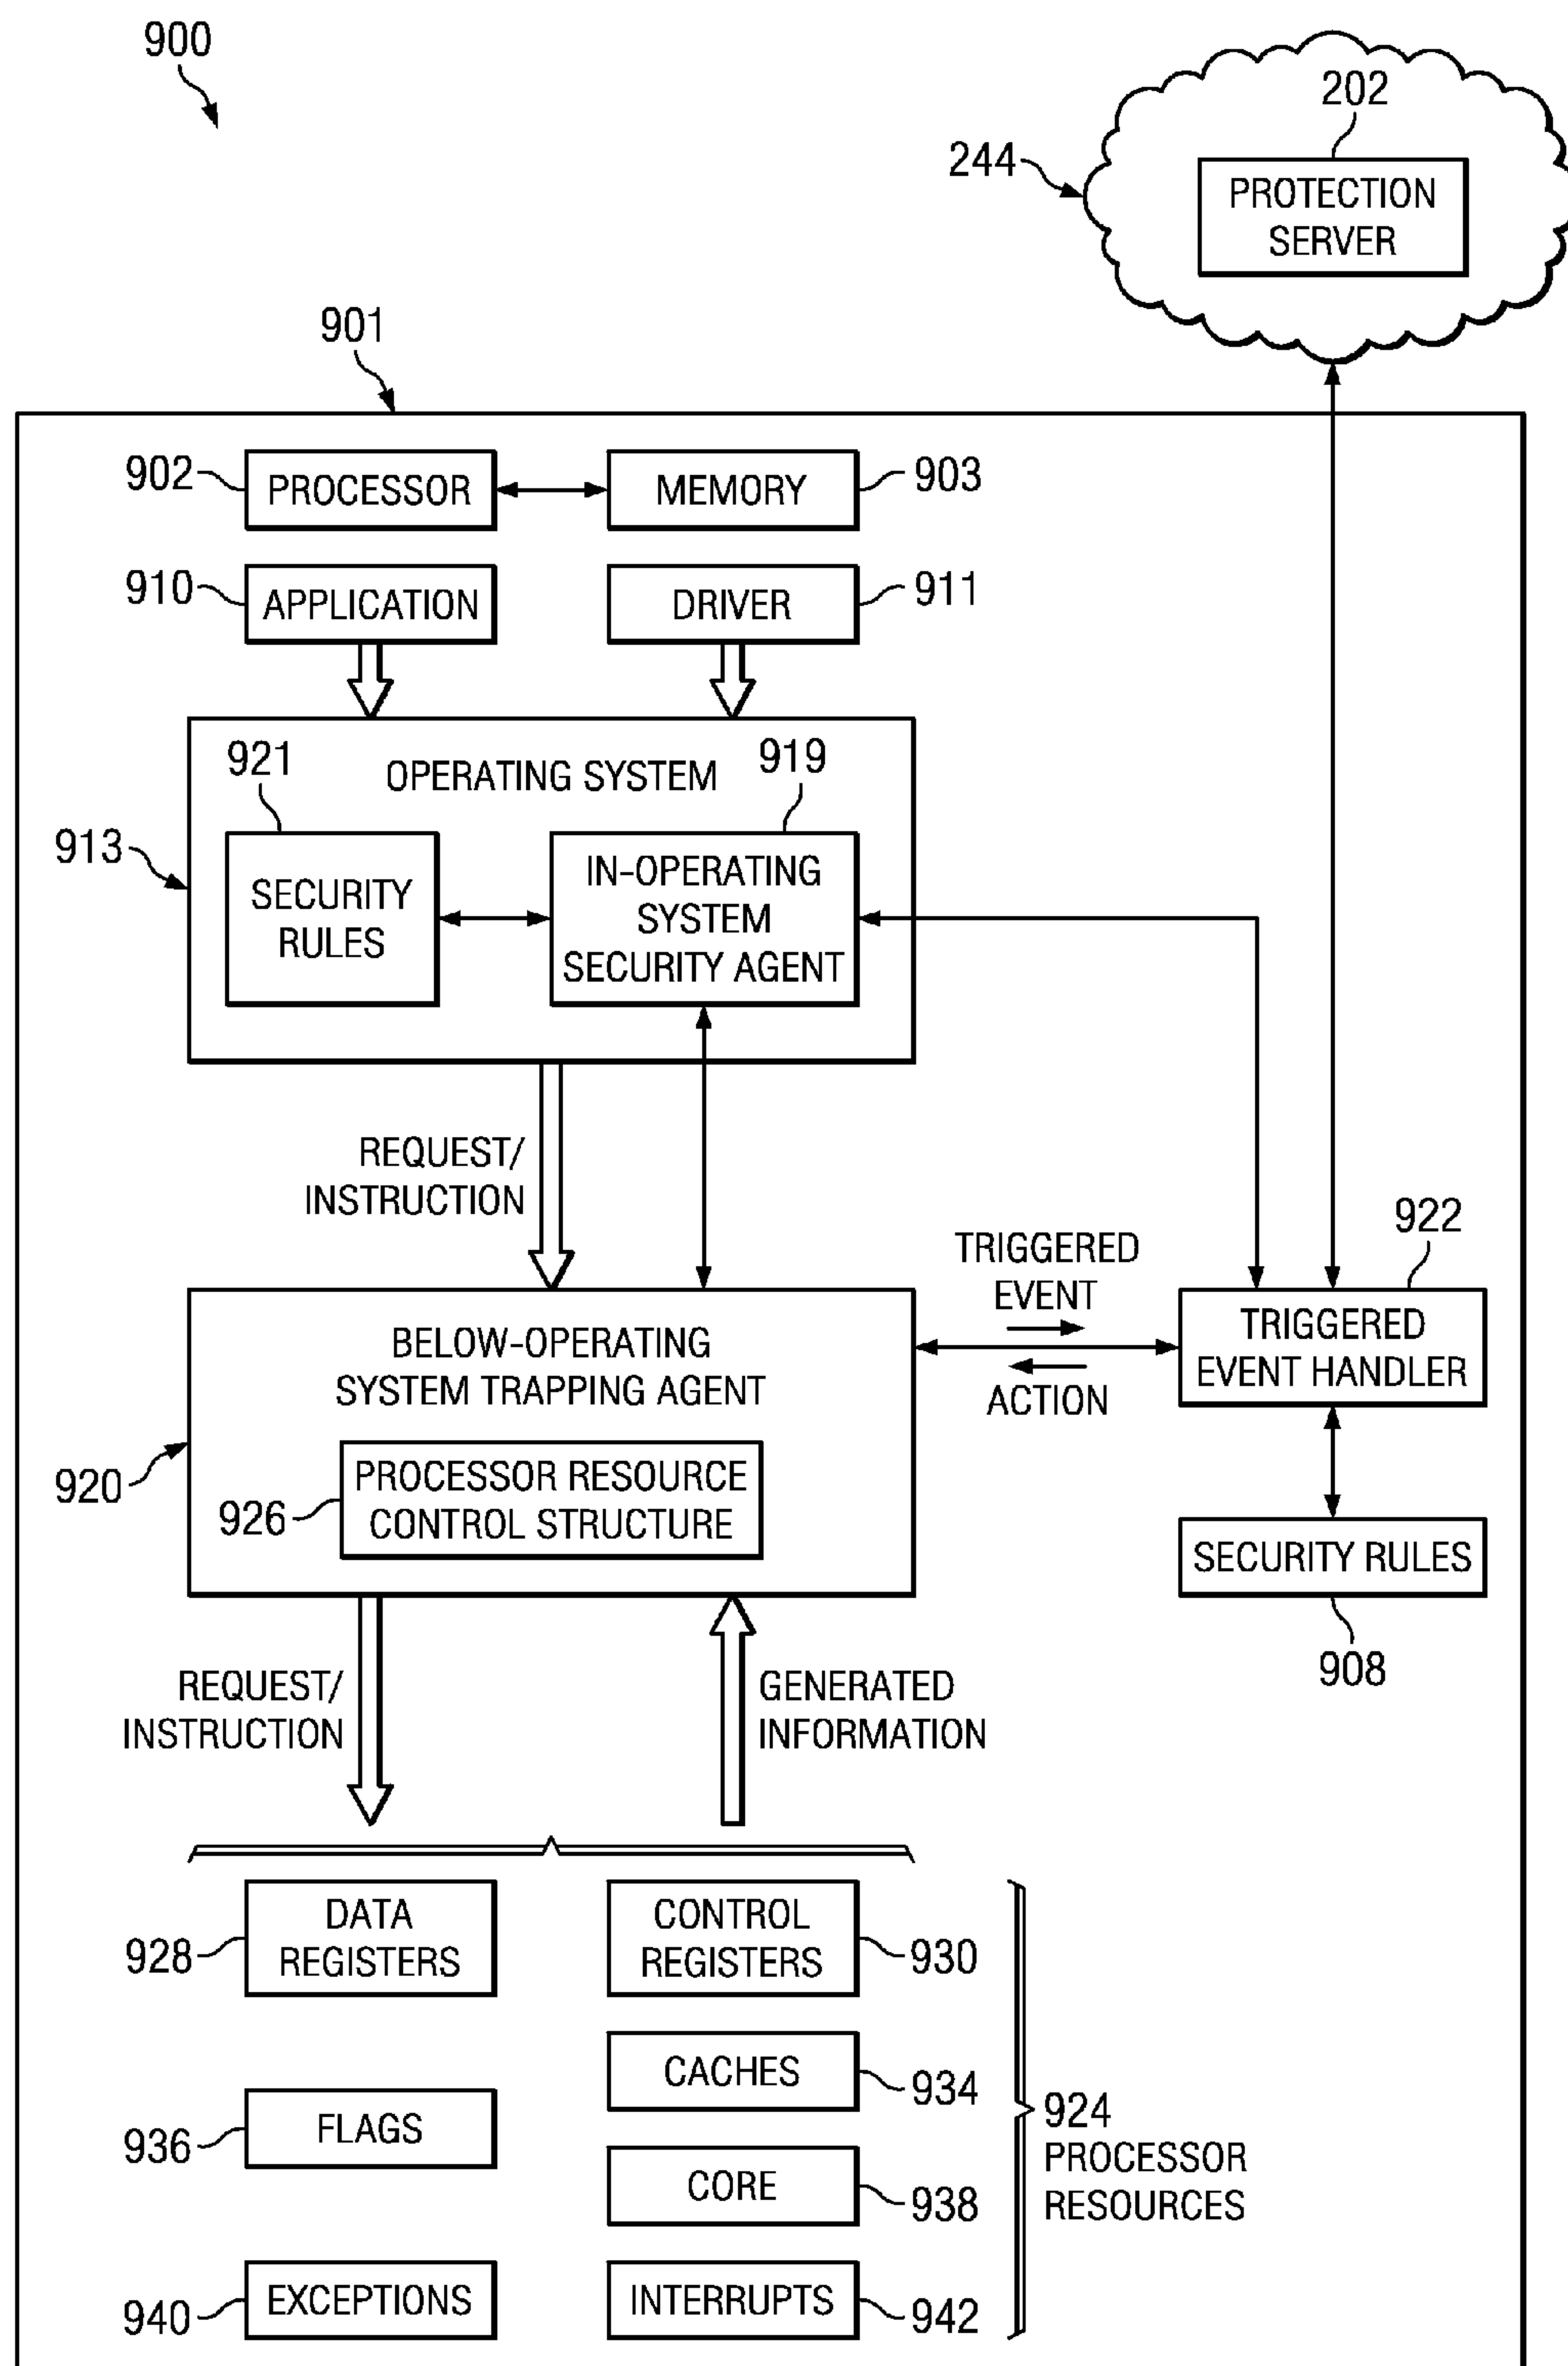 900
202
244
PROTECTION
SERVER
901
902
PROCESSOR
MEMORY
903
910
APPLICATION
DRIVER
911
921
OPERATING SYSTEM
919
913
SECURITY
RULES
IN-OPERATING
SYSTEM
SECURITY AGENT
REQUEST/
INSTRUCTION
TRIGGERED
EVENT
ACTION
922
TRIGGERED
EVENT HANDLER
BELOW-OPERATING
SYSTEM TRAPPING AGENT
920
926
PROCESSOR RESOURCE
CONTROL STRUCTURE
SECURITY RULES
908
REQUEST/
INSTRUCTION
GENERATED
INFORMATION
928
DATA
REGISTERS
CONTROL
REGISTERS
930
CACHES
934
936
FLAGS
924
PROCESSOR
RESOURCES
CORE
938
940
EXCEPTIONS
INTERRUPTS
942